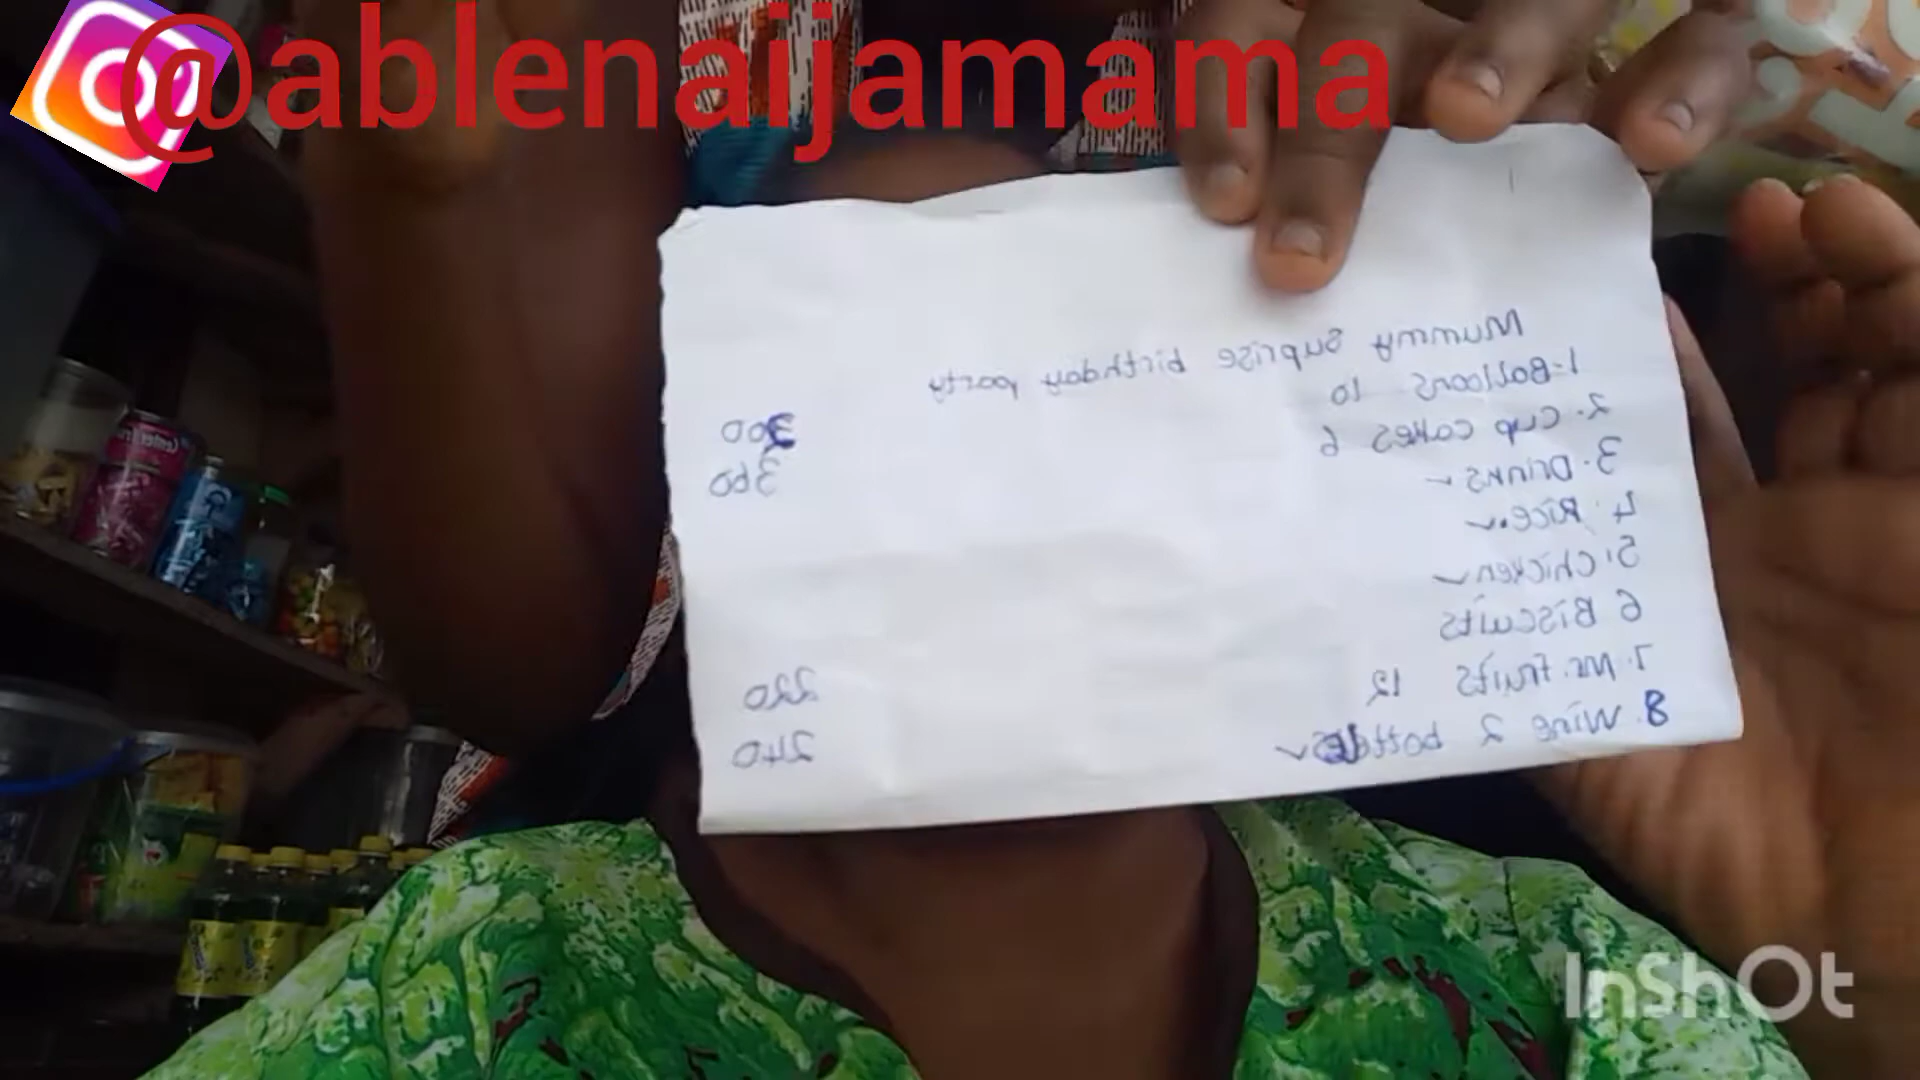 @ablenaijamama
Mummy Suprise birthday party
1-Balloons 10 300
2. Cup cakes 6 360
3. Drinks
4. Rice.
5. Chicken
6 Biscuits
7. Mr. fruits 12 220
8. Wine 2 bottles 240
InShOt